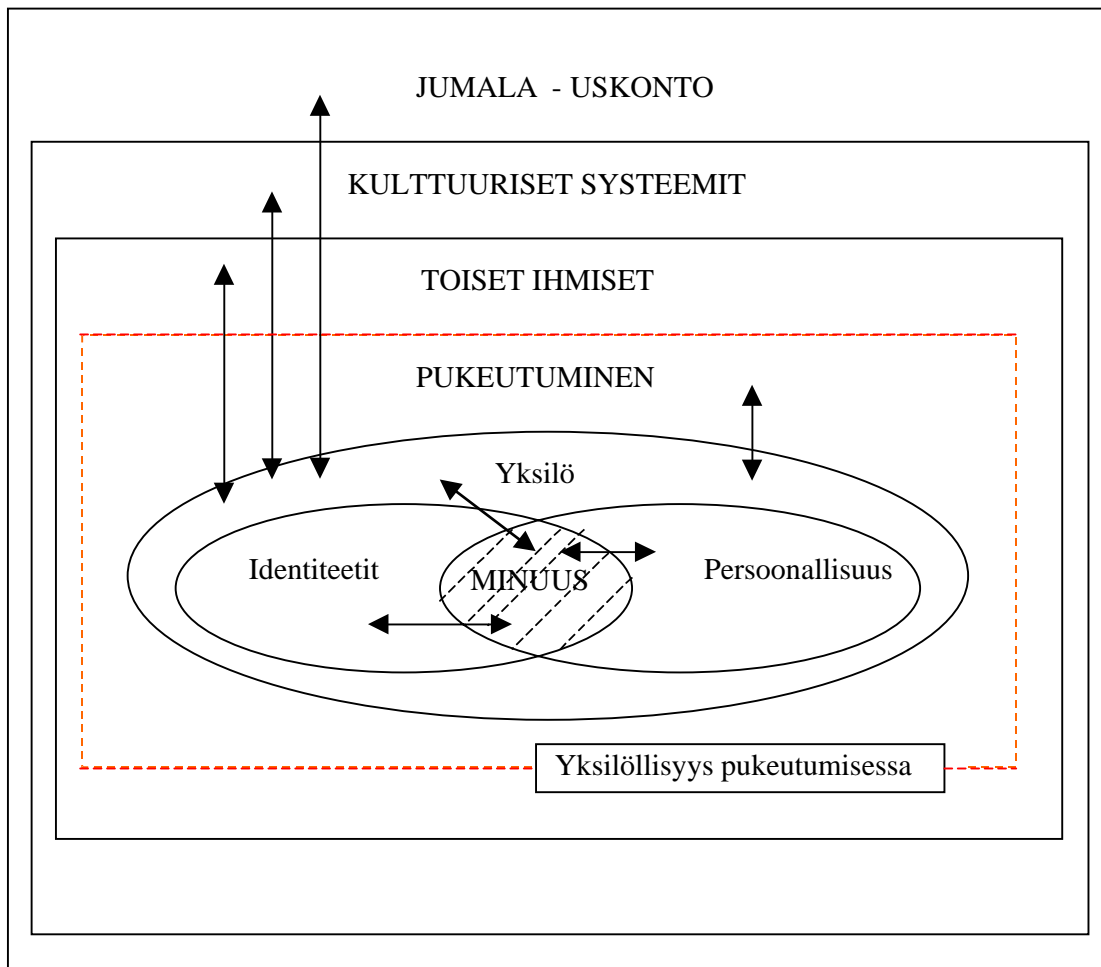 JUMALA - USKONTO
KULTTUURISET SYSTEEMIT
TOISET IHMISET
PUKEUTUMINEN
Yksilö
Identiteetit
MINUUS
Persoonallisuus
Yksilöllisyys pukeutumisessa